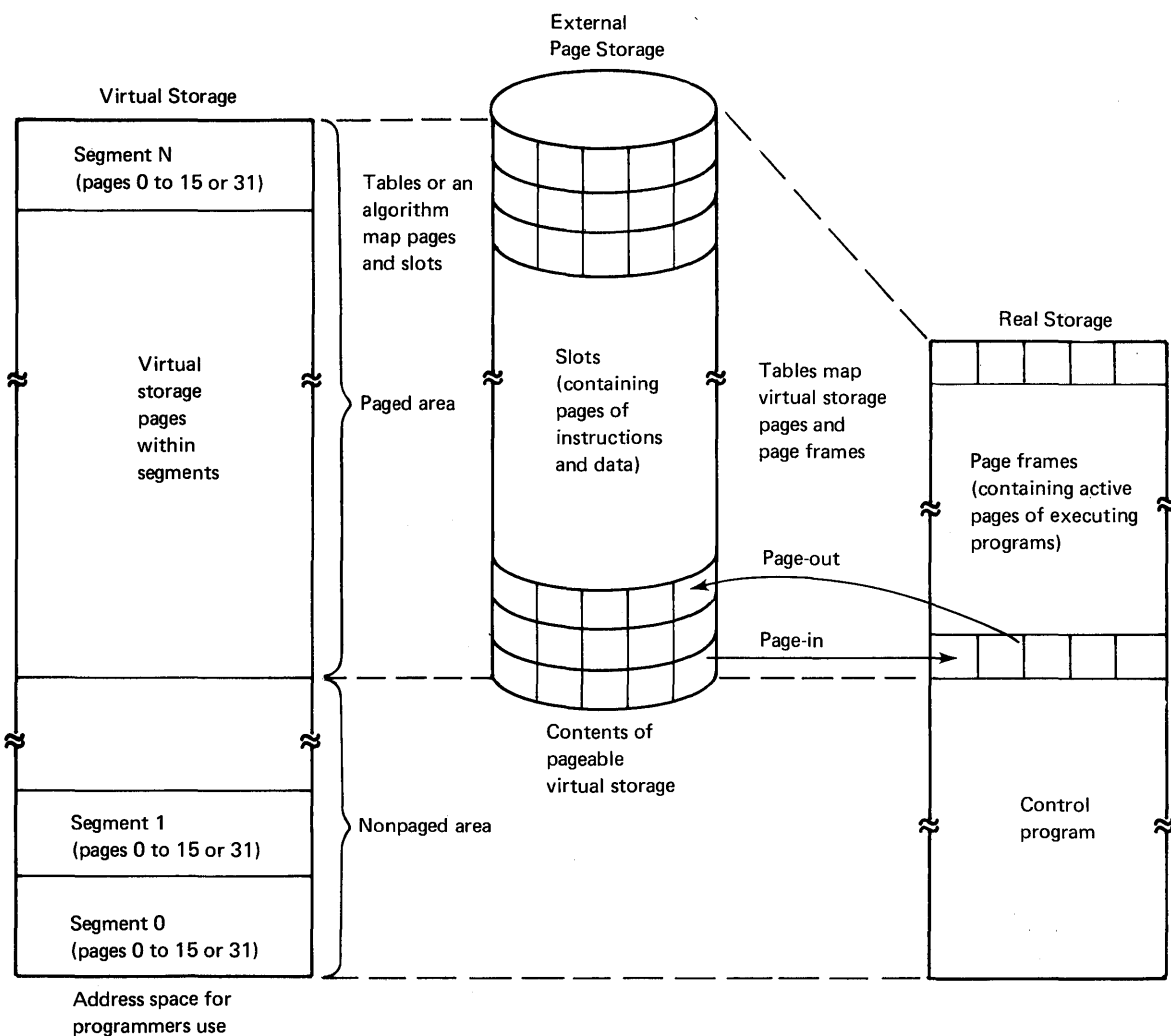 External
Page Storage
Virtual Storage
Segment N
(pages 0 to 15 or 31)
Tables or an
algorithm
map pages
and slots
Real Storage
Virtual
storage
pages
within
segments
Paged area
Slots
(containing
pages of
instructions
and data)
Tables map
virtual storage
pages and
page frames
Page frames
(containing active
pages of executing
programs)
Page-out
Page-in
Contents of
pageable
virtual storage
Segment 1
(pages 0 to 15 or 31)
Nonpaged area
Control
program
Segment 0
(pages 0 to 15 or 31)
Address space for
programmers use